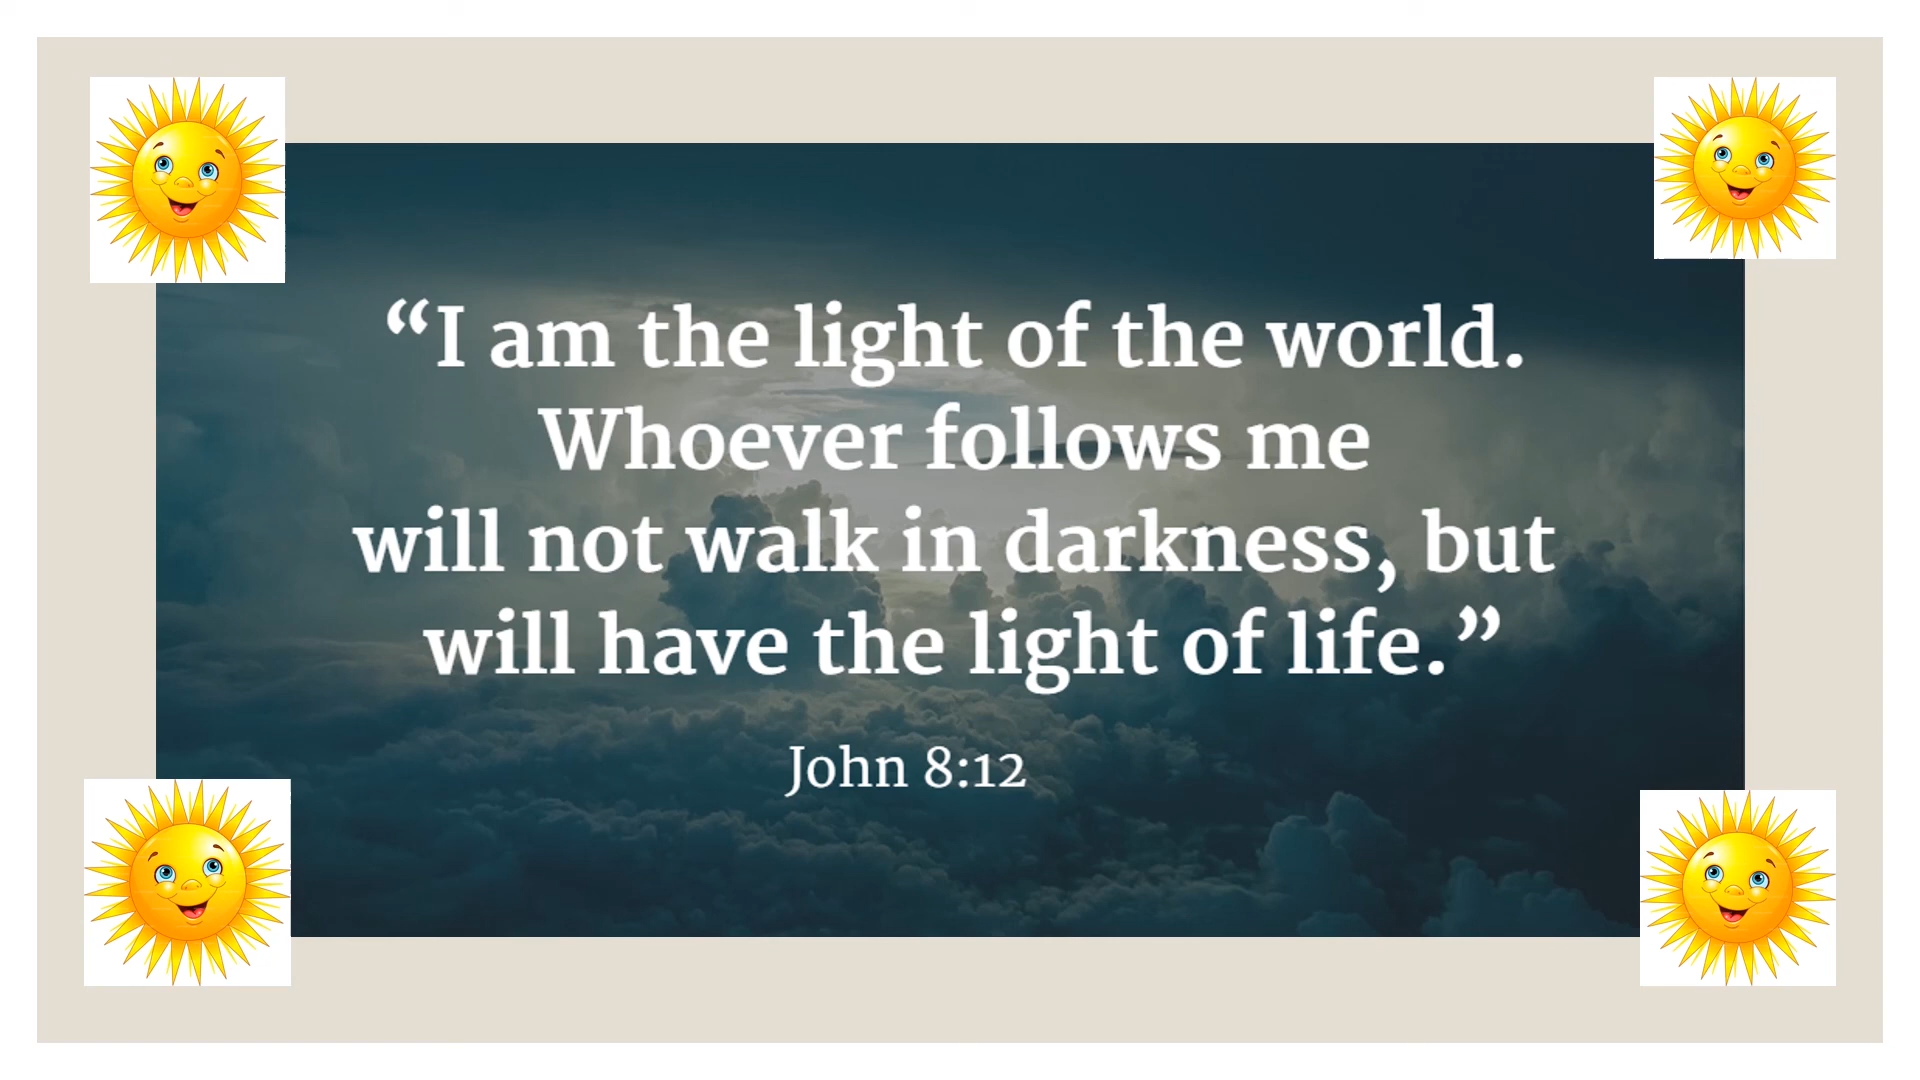 “I am the light of the world.
Whoever follows me
will not walk in darkness, but
will have the light of life.”
John 8:12